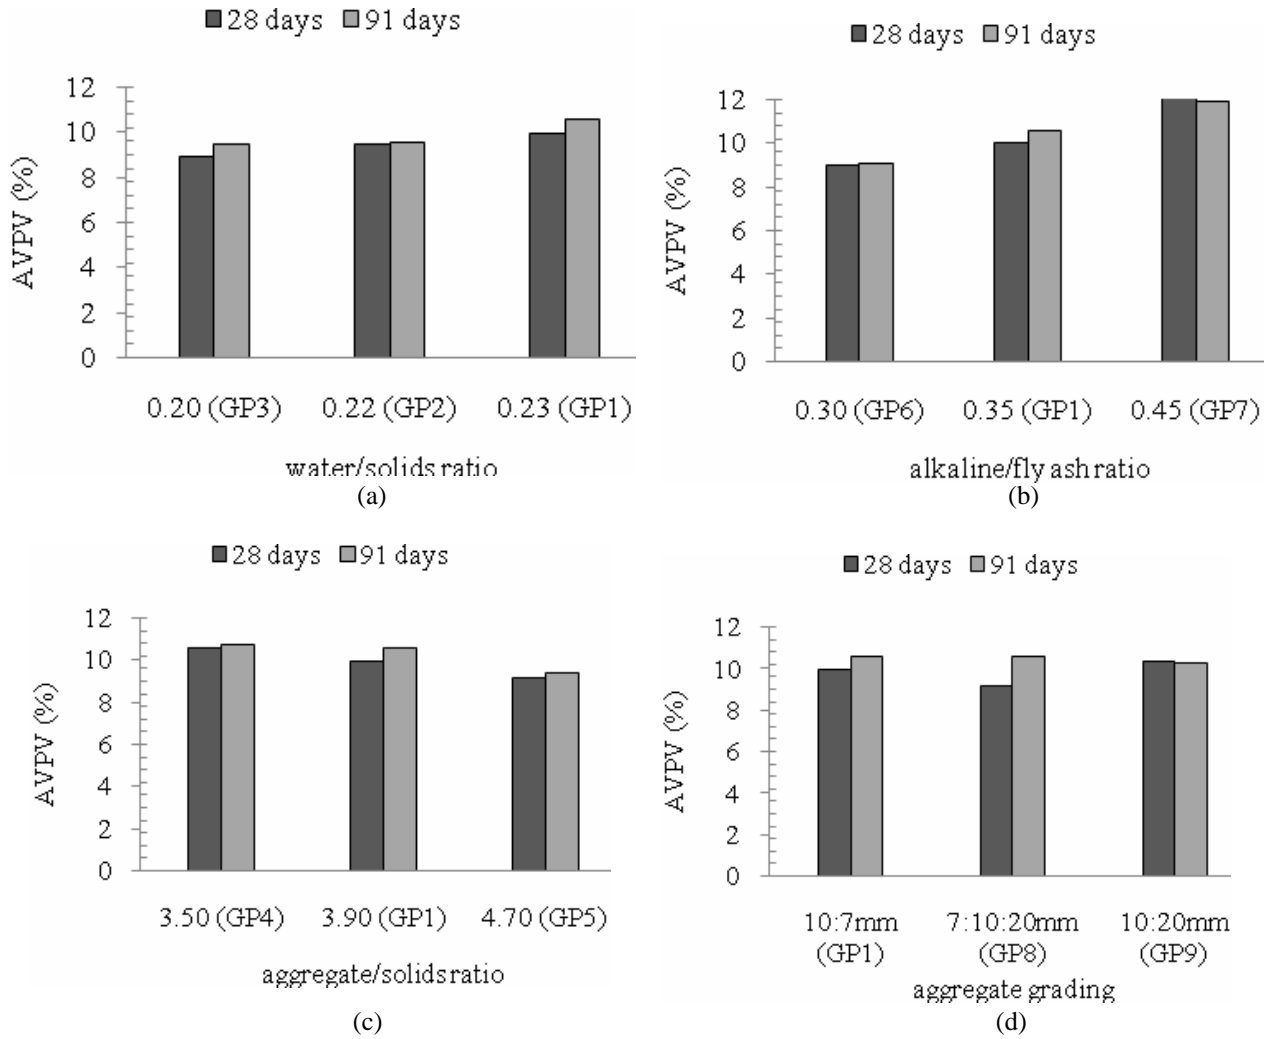 28 days 91 days
12
10
8
6
4
2
0
AVPV (%)
0.20 (GP3) 0.22 (GP2) 0.23 (GP1)
water/solids ratio
(a)
28 days 91 days
12
10
8
6
4
2
0
AVPV (%)
0.30 (GP6) 0.35 (GP1) 0.45 (GP7)
alkaline/fly ash ratio
(b)
28 days 91 days
12
10
8
6
4
2
0
AVPV (%)
3.50 (GP4) 3.90 (GP1) 4.70 (GP5)
aggregate/solids ratio
(c)
28 days 91 days
12
10
8
6
4
2
0
AVPV (%)
10:7mm 7:10:20mm 10:20mm
(GP1) (GP8) (GP9)
aggregate grading
(d)